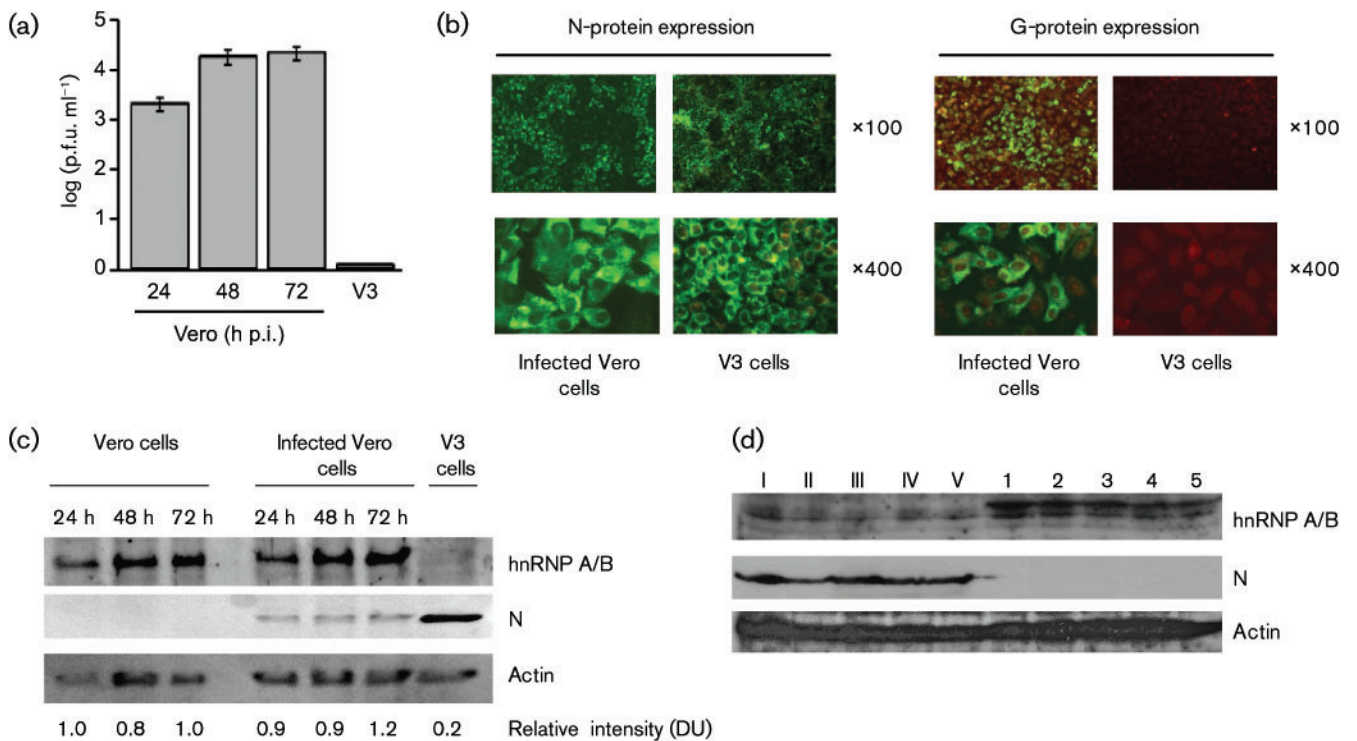 (a)
5
4
3
2
1
0
log (p.f.u. ml⁻¹)
24 48 72 V3
Vero (h p.i.)
(b)
N-protein expression G-protein expression
×100 ×100
×400 ×400
Infected Vero cells V3 cells Infected Vero cells V3 cells
(c)
Vero cells Infected Vero cells V3 cells
24 h 48 h 72 h 24 h 48 h 72 h
hnRNP A/B
N
Actin
1.0 0.8 1.0 0.9 0.9 1.2 0.2 Relative intensity (DU)
(d)
I II III IV V 1 2 3 4 5
hnRNP A/B
N
Actin